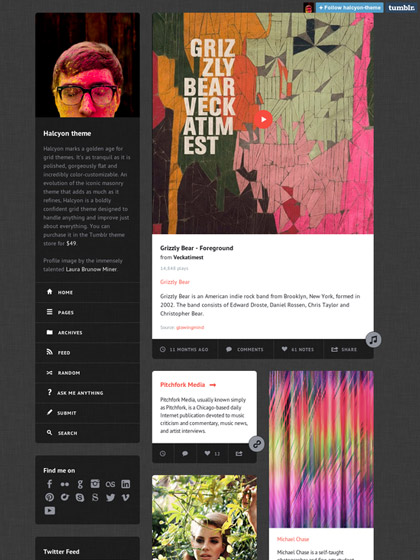 Follow halcyon-theme
tumblr.
GRIZ
ZLY
BEAR
VECK
ATIM
EST
Halcyon theme
Halcyon marks a golden age for
grid themes. It's as tranquil as it is
polished, gorgeously flat and
incredibly color-customizable. An
evolution of the iconic masonry
theme that adds as much as it
refines, Halcyon is a boldly
confident grid theme designed to
handle anything and improve just
about everything. You can
purchase it in the Tumblr theme
store for $49.
Profile image by the immensely
talented Laura Brunow Miner.
HOME
PAGES
ARCHIVES
FEED
RANDOM
ASK ME ANYTHING
SUBMIT
SEARCH
Find me on
Twitter Feed
Grizzly Bear - Foreground
from Veckatimest
14,844 plays
Grizzly Bear
Grizzly Bear is an American indie rock band from Brooklyn, New York, formed in
2002. The band consists of Edward Droste, Daniel Rossen, Chris Taylor and
Christopher Bear.
11 MONTHS AGO
COMMENTS
61 NOTES
SHARE
Pitchfork Media →
Pitchfork Media, usually known simply
as Pitchfork, is a Chicago-based daily
Internet publication devoted to music
criticism and commentary, music news,
and artist interviews.
Michael Chase
Michael Chase is a self-taught